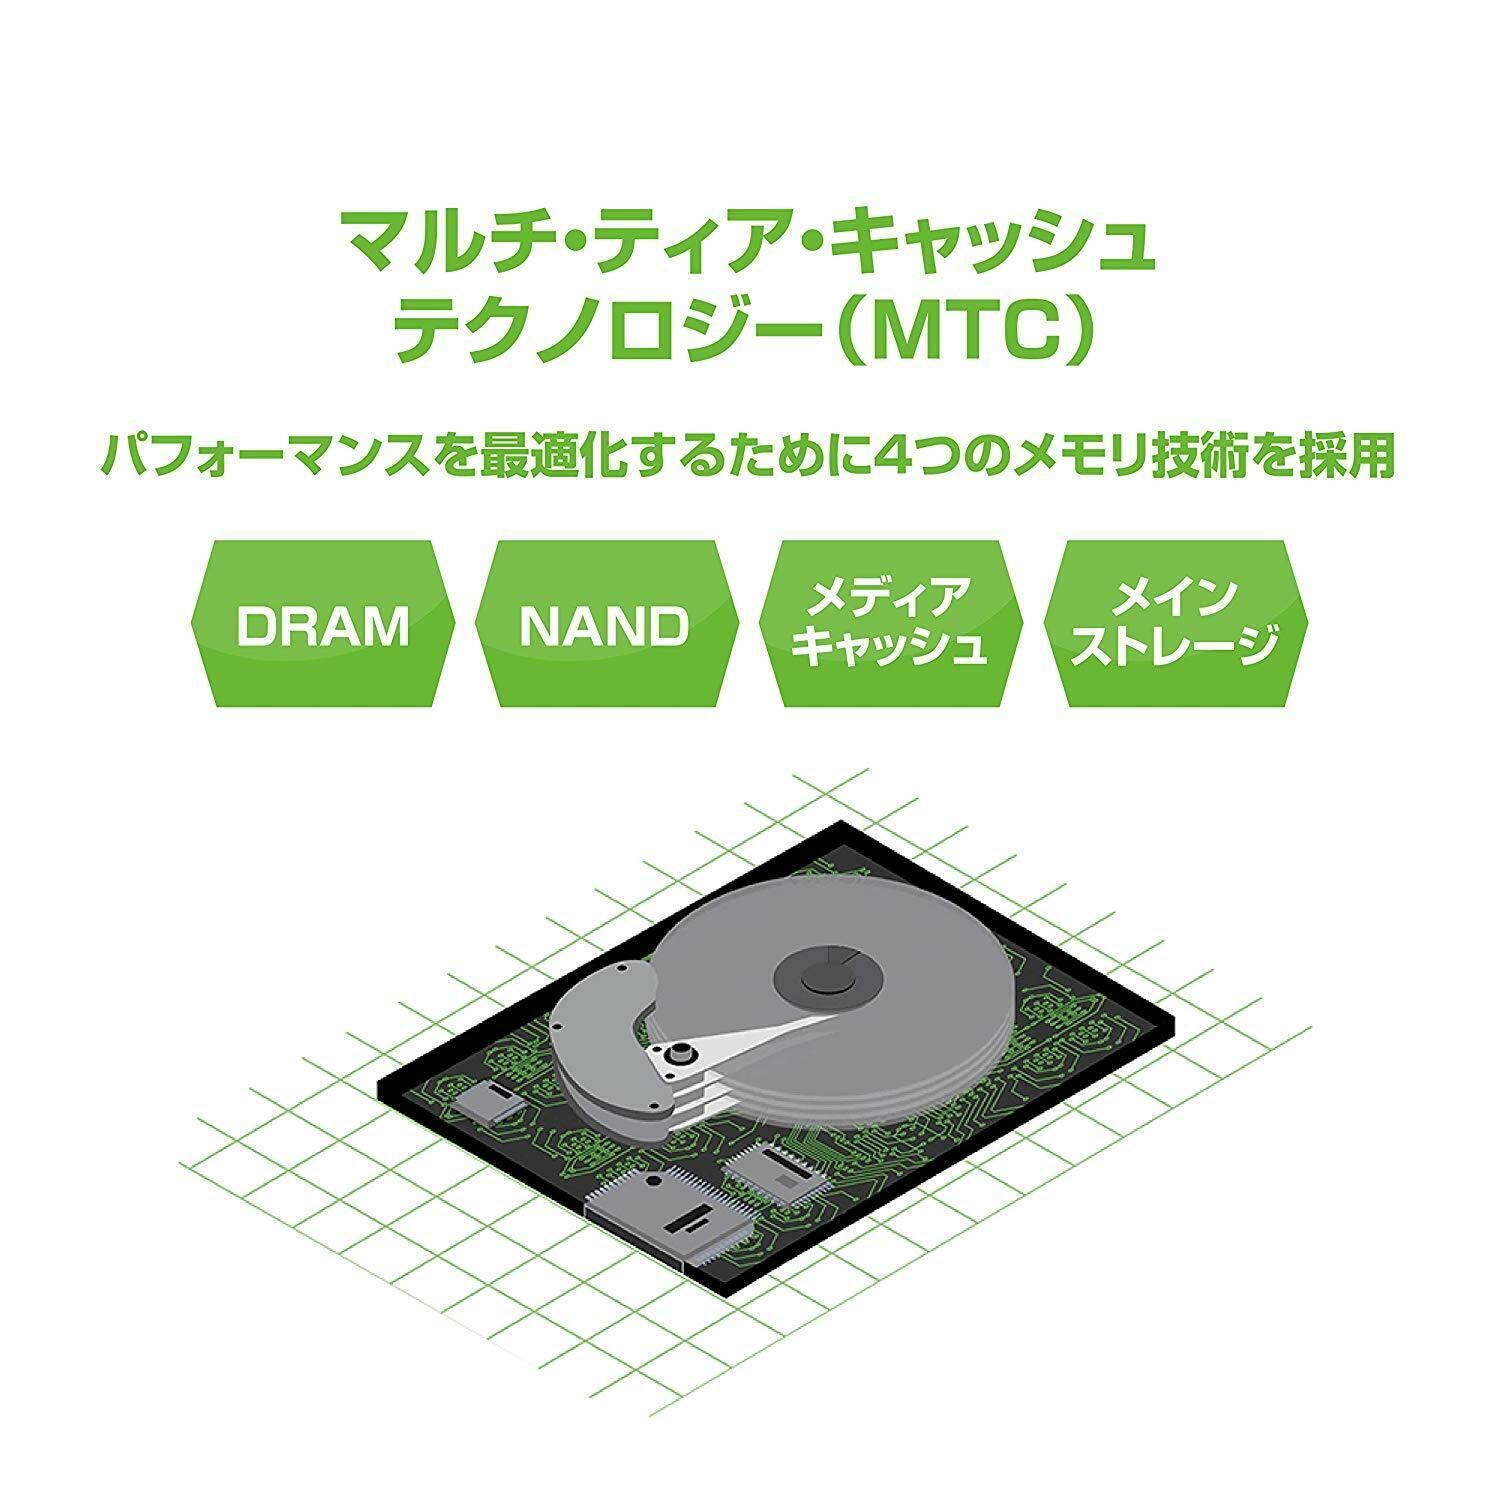 マルチ・ティア・キャッシュ
テクノロジー（MTC）
パフォーマンスを最適化するために4つのメモリ技術を採用
DRAM
NAND
メディア
キャッシュ
メイン
ストレージ